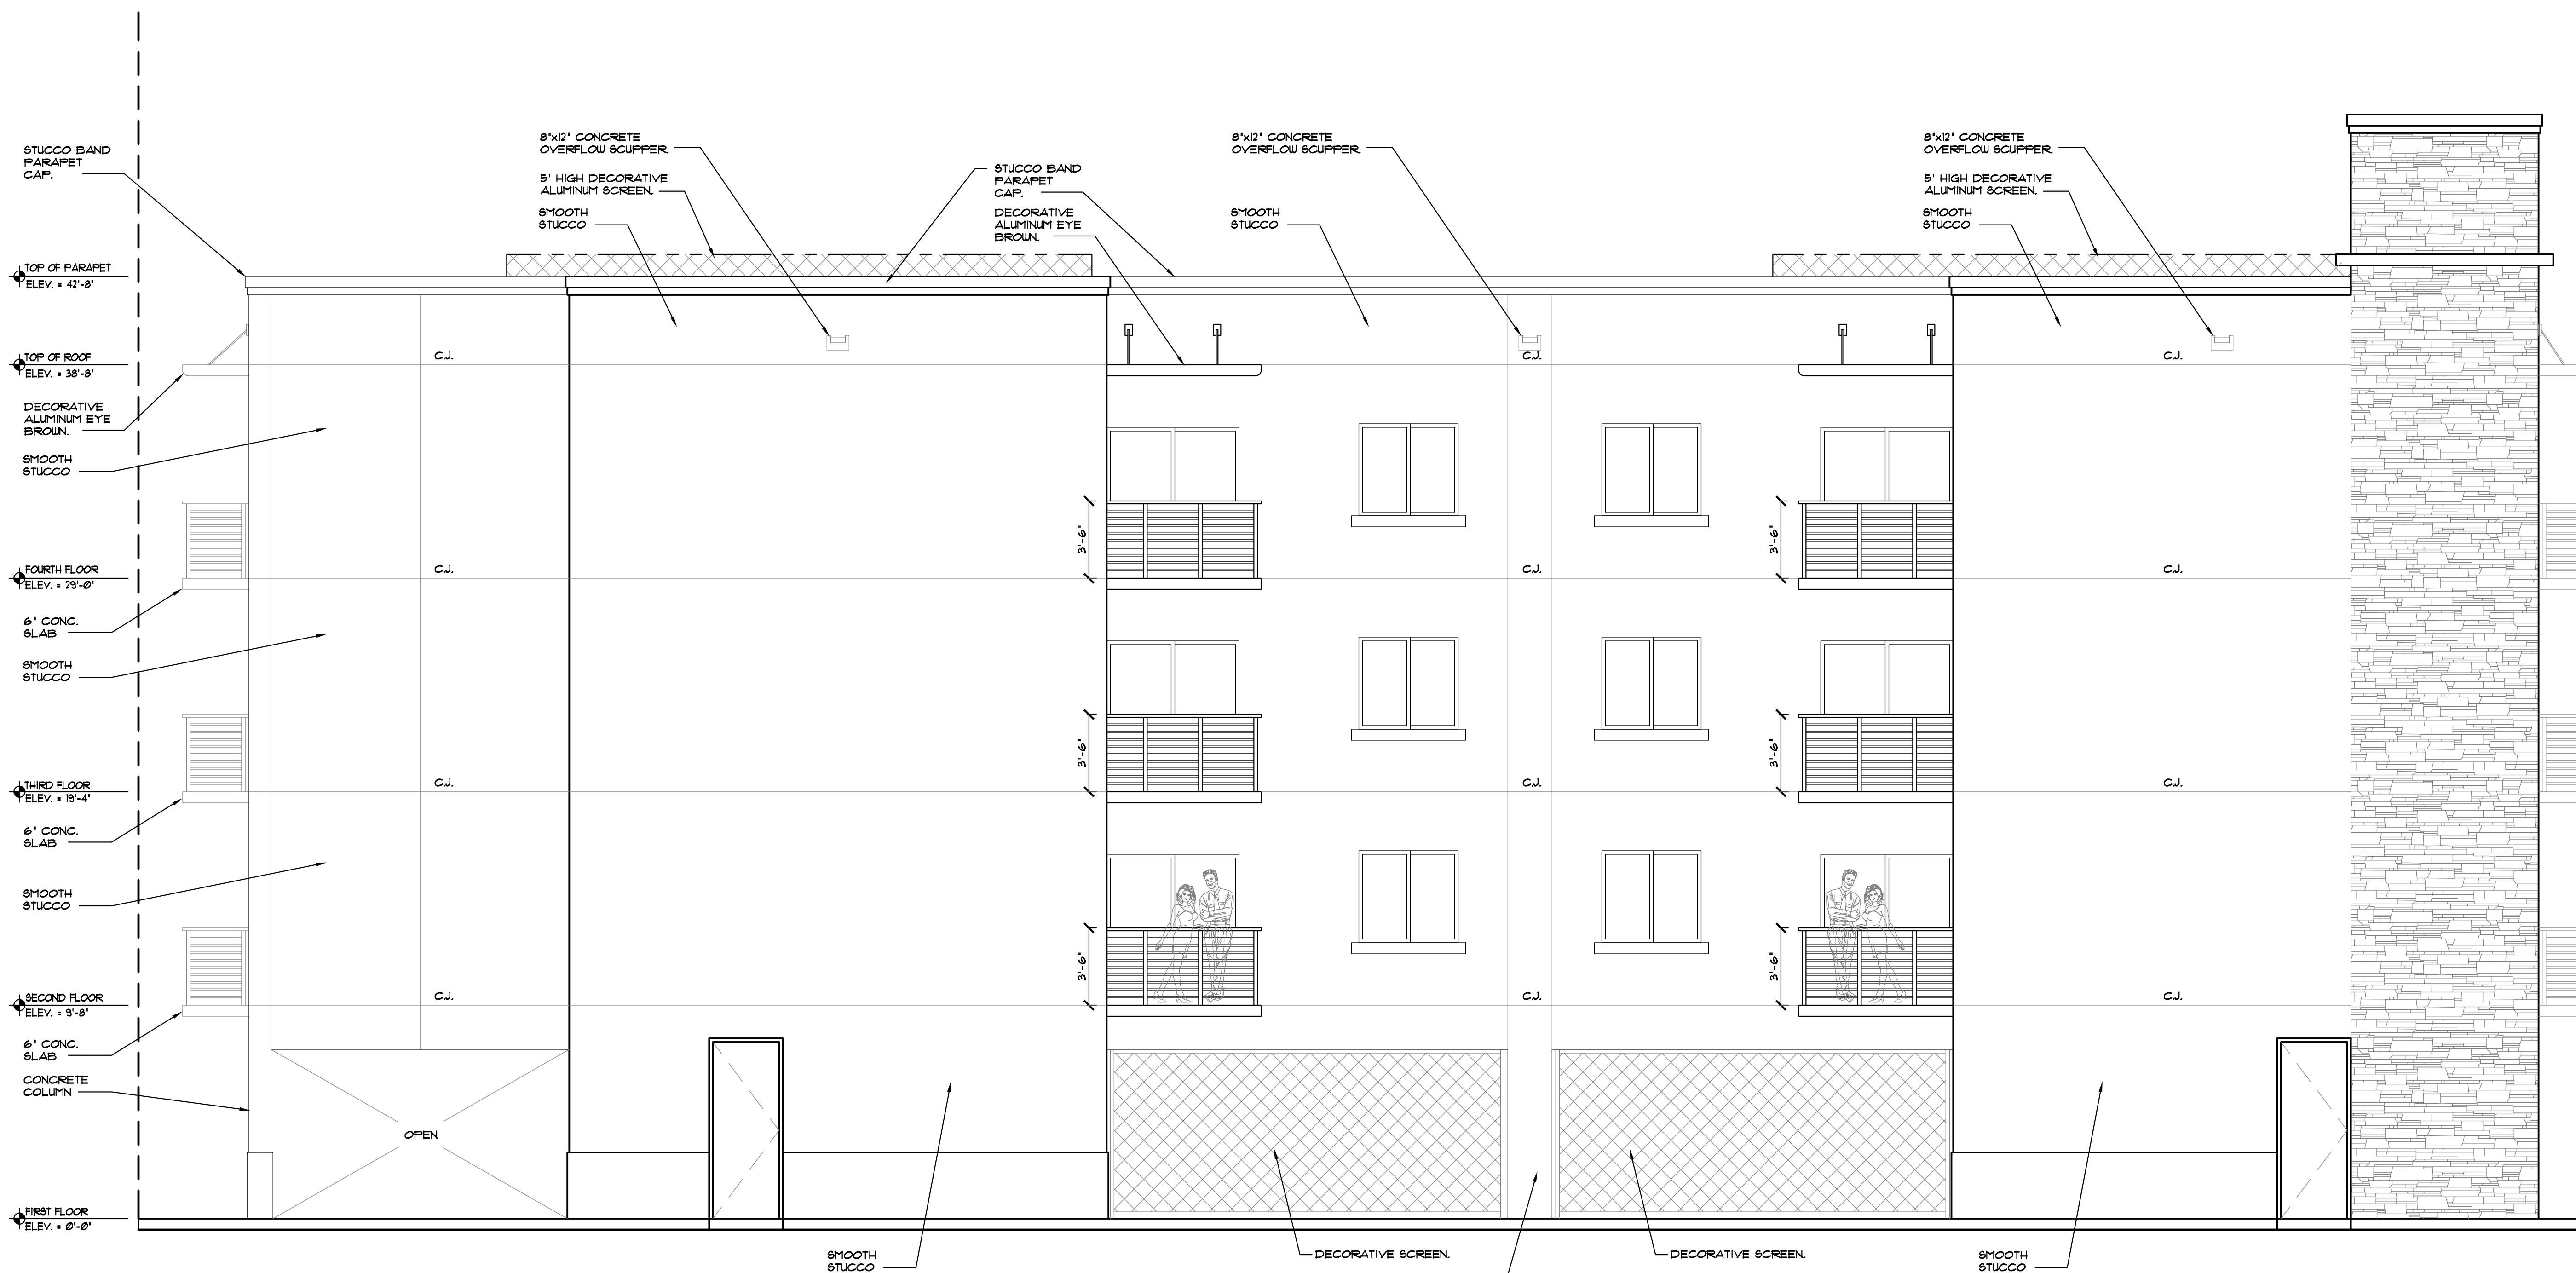 STUCCO BAND
PARAPET
CAP.
8"x12" CONCRETE
OVERFLOW SCUPPER.
5' HIGH DECORATIVE
ALUMINUM SCREEN.
SMOOTH
STUCCO
STUCCO BAND
PARAPET
CAP.
DECORATIVE
ALUMINUM EYE
BROWN.
8"x12" CONCRETE
OVERFLOW SCUPPER.
SMOOTH
STUCCO
8"x12" CONCRETE
OVERFLOW SCUPPER.
5' HIGH DECORATIVE
ALUMINUM SCREEN.
SMOOTH
STUCCO
TOP OF PARAPET
ELEV. = 42'-8"
TOP OF ROOF
ELEV. = 38'-8"
C.J.
C.J.
C.J.
DECORATIVE
ALUMINUM EYE
BROWN.
SMOOTH
STUCCO
3'-6"
3'-6"
FOURTH FLOOR
ELEV. = 29'-0"
C.J.
C.J.
C.J.
6" CONC.
SLAB
SMOOTH
STUCCO
3'-6"
3'-6"
THIRD FLOOR
ELEV. = 19'-4"
C.J.
C.J.
C.J.
6" CONC.
SLAB
SMOOTH
STUCCO
3'-6"
3'-6"
SECOND FLOOR
ELEV. = 9'-8"
C.J.
C.J.
C.J.
6" CONC.
SLAB
CONCRETE
COLUMN
OPEN
FIRST FLOOR
ELEV. = 0'-0"
SMOOTH
STUCCO
DECORATIVE SCREEN.
DECORATIVE SCREEN.
SMOOTH
STUCCO